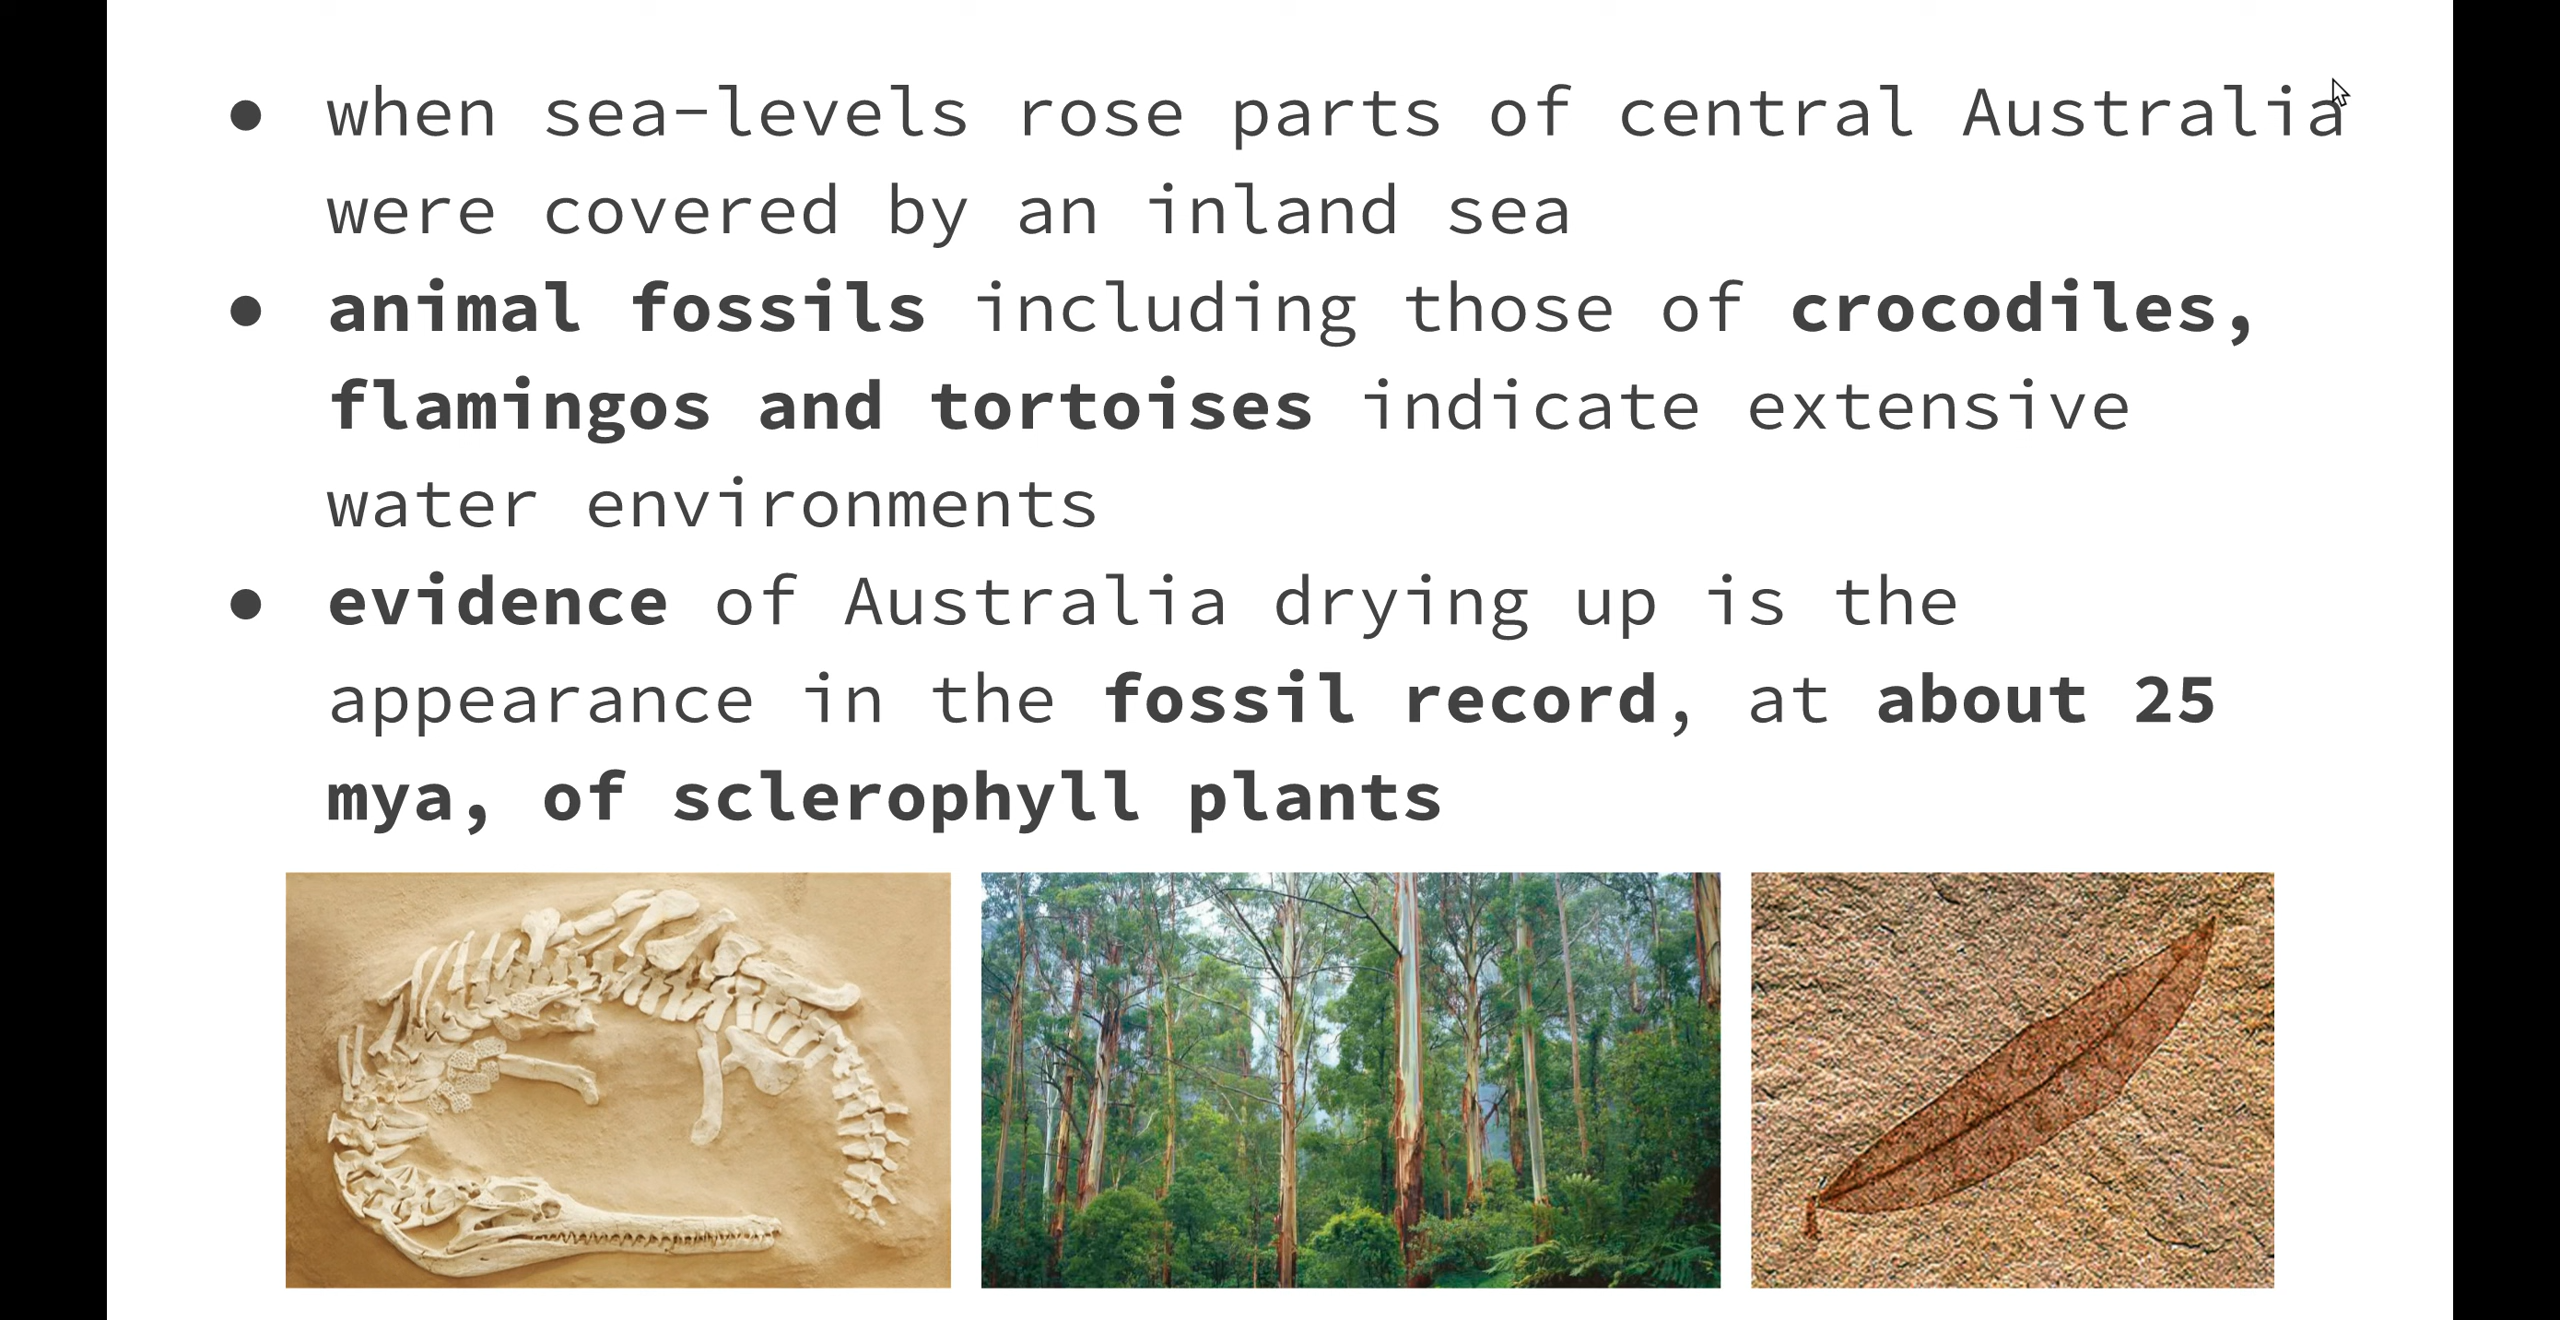 ● when sea-levels rose parts of central Australia
were covered by an inland sea
● animal fossils including those of crocodiles,
flamingos and tortoises indicate extensive
water environments
● evidence of Australia drying up is the
appearance in the fossil record, at about 25
mya, of sclerophyll plants